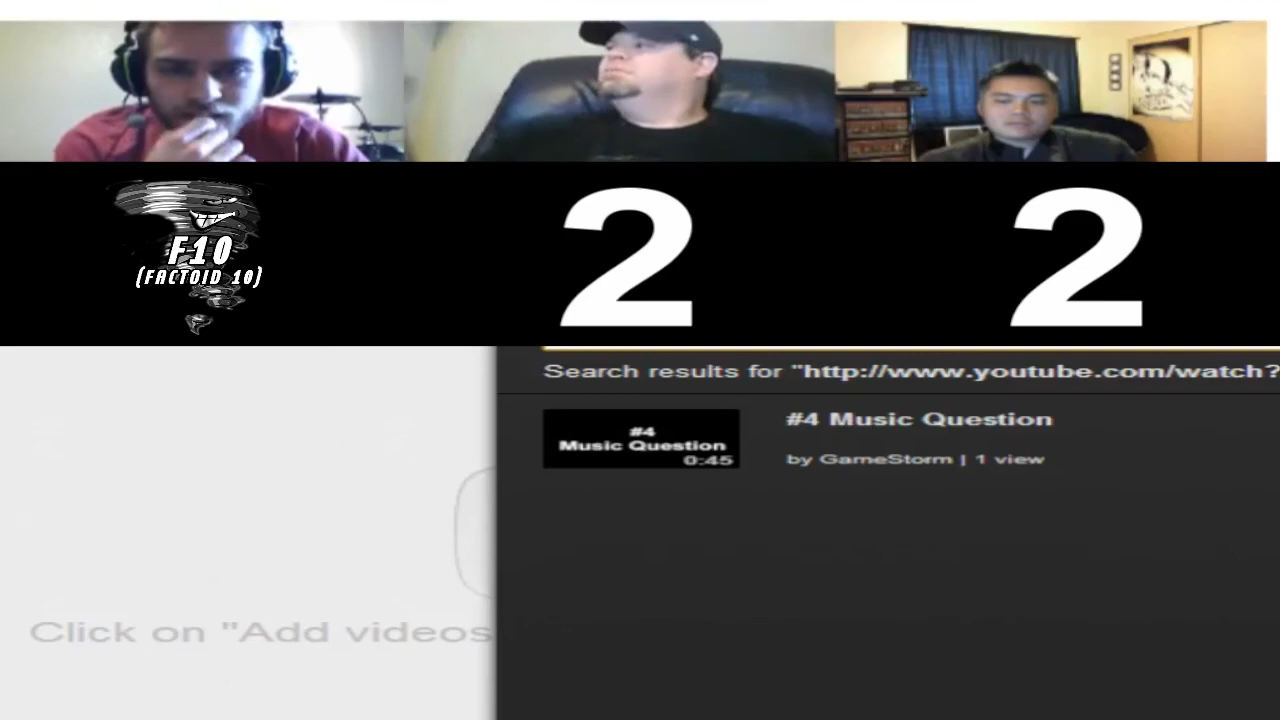 F10
(FACTOID 10)
2
2
Search results for "http://www.youtube.com/watch?
#4
Music Question
0:45
#4 Music Question
by GameStorm | 1 view
Click on "Add videos